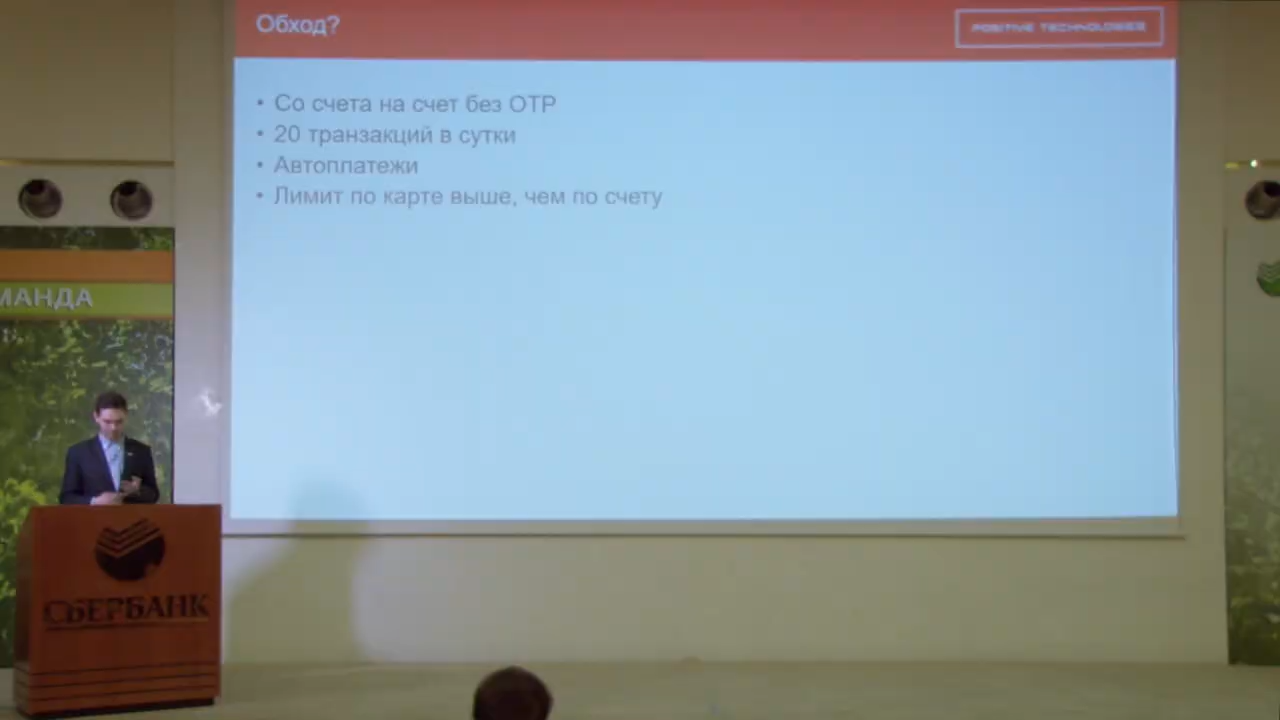 Обход?
POSITIVE TECHNOLOGIES
• Со счета на счет без OTP
• 20 транзакций в сутки
• Автоплатежи
• Лимит по карте выше, чем по счету
МАНДА
СБЕРБАНК